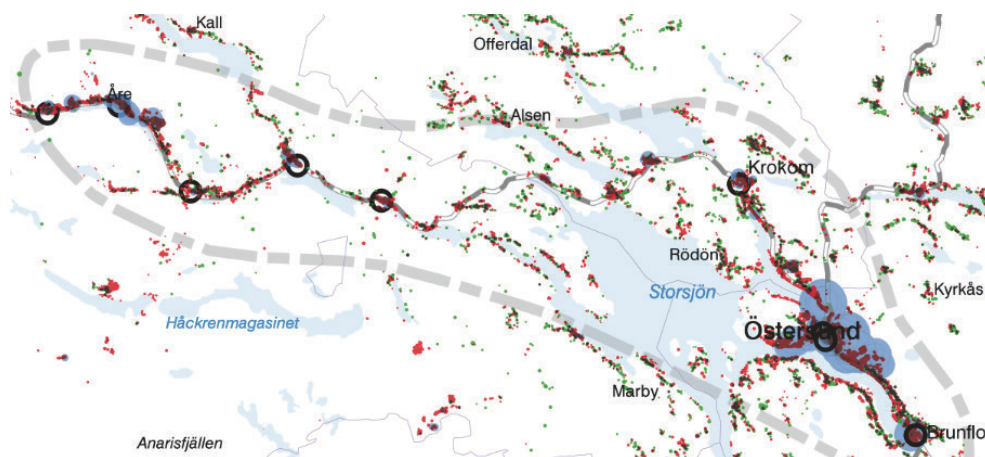 Kall
Offerdal
Åre
Alsen
Krokom
Rödön
Storsjön
Kyrkås
Håckrenmagasinet
Östersund
Marby
Brunflo
Anarisfjällen